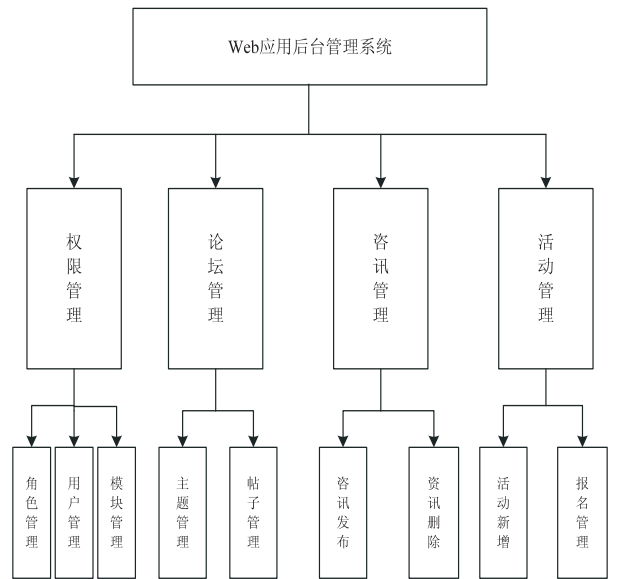 Web应用后台管理系统
权限管理
论坛管理
咨讯管理
活动管理
角色管理
用户管理
模块管理
主题管理
帖子管理
咨讯发布
资讯删除
活动新增
报名管理